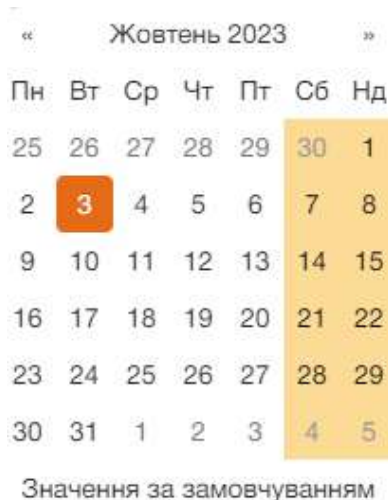 « Жовтень 2023 »
Пн Вт Ср Чт Пт Сб Нд
25 26 27 28 29 30 1
2 3 4 5 6 7 8
9 10 11 12 13 14 15
16 17 18 19 20 21 22
23 24 25 26 27 28 29
30 31 1 2 3 4 5
Значення за замовчуванням